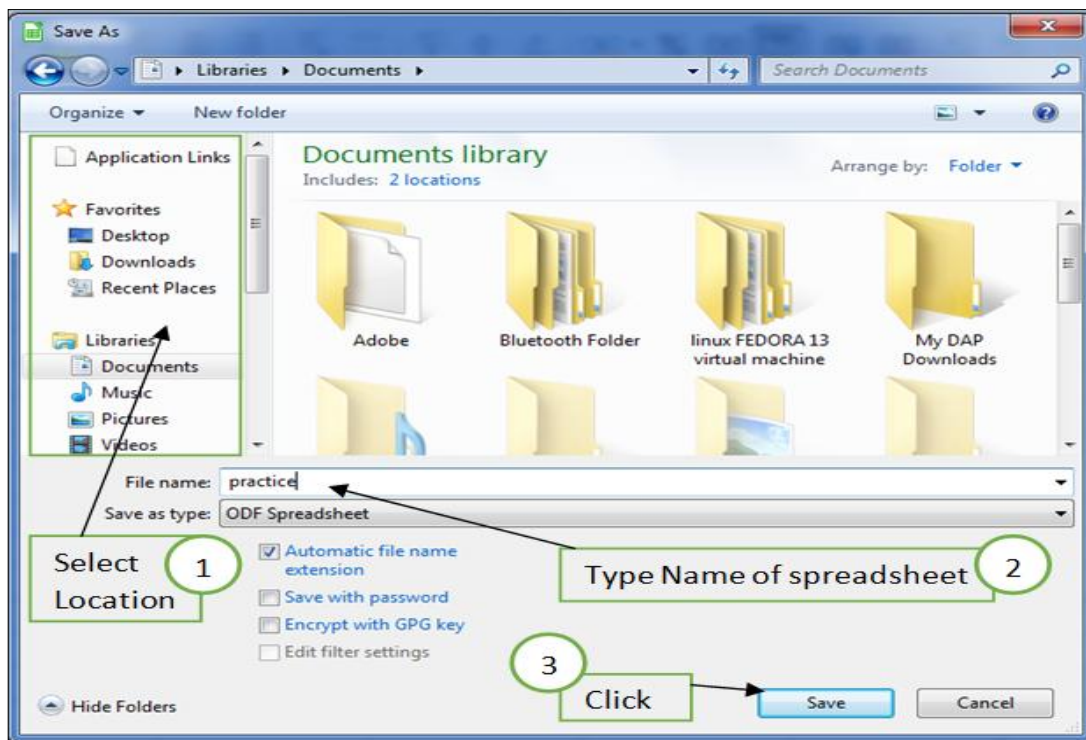 Save As
Libraries Documents
Search Documents
Organize New folder
Application Links
Favorites
Desktop
Downloads
Recent Places
Libraries
Documents
Music
Pictures
Videos
Documents library
Includes: 2 locations
Arrange by: Folder
Adobe
Bluetooth Folder
linux FEDORA 13
virtual machine
My DAP
Downloads
File name: practice
Save as type: ODF Spreadsheet
Select
Location
1
Automatic file name
extension
Save with password
Encrypt with GPG key
Edit filter settings
Type Name of spreadsheet
2
3
Click
Hide Folders
Save
Cancel